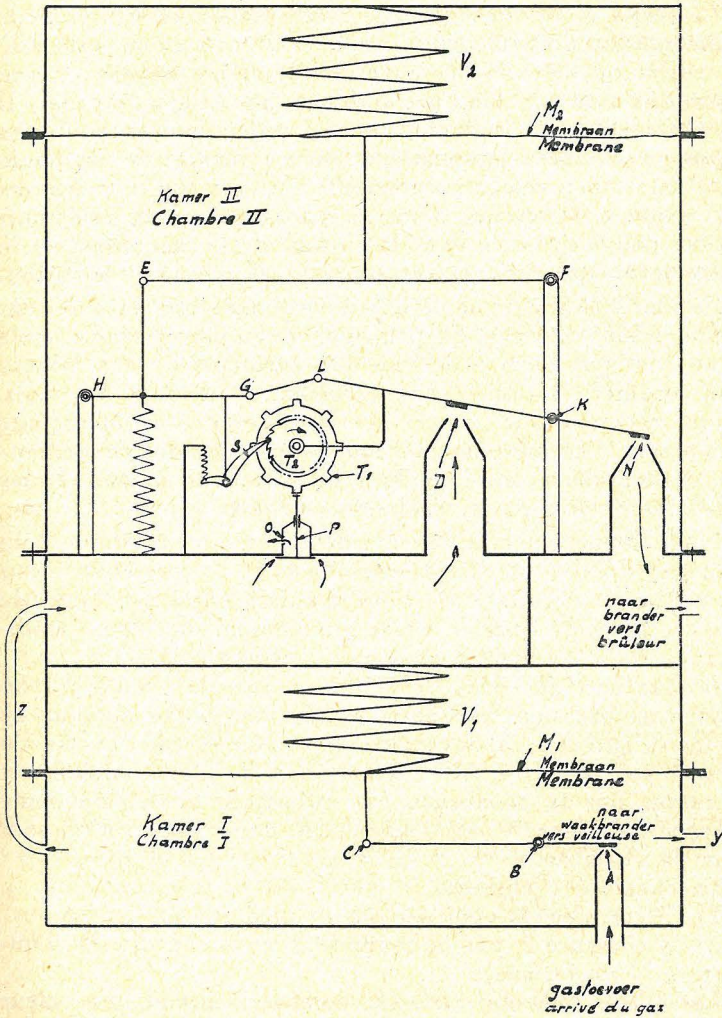 V2
M2
Membraan
Membrane
Kamer II
Chambre II
E
F
H
G
L
K
S
T2
T1
D
N
O
P
naar
brander
vers
brûleur
Z
V1
M1
Membraan
Membrane
Kamer I
Chambre I
naar
waakbrander
vers veilleuse
y
C
B
A
gastoevoer
arrivé du gaz